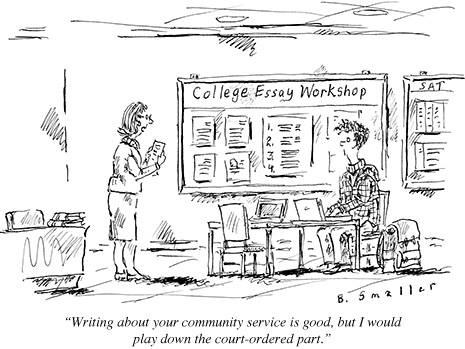 College Essay Workshop
SAT
1.
2.
3.
4.
B. Smaller
“Writing about your community service is good, but I would
play down the court-ordered part.”